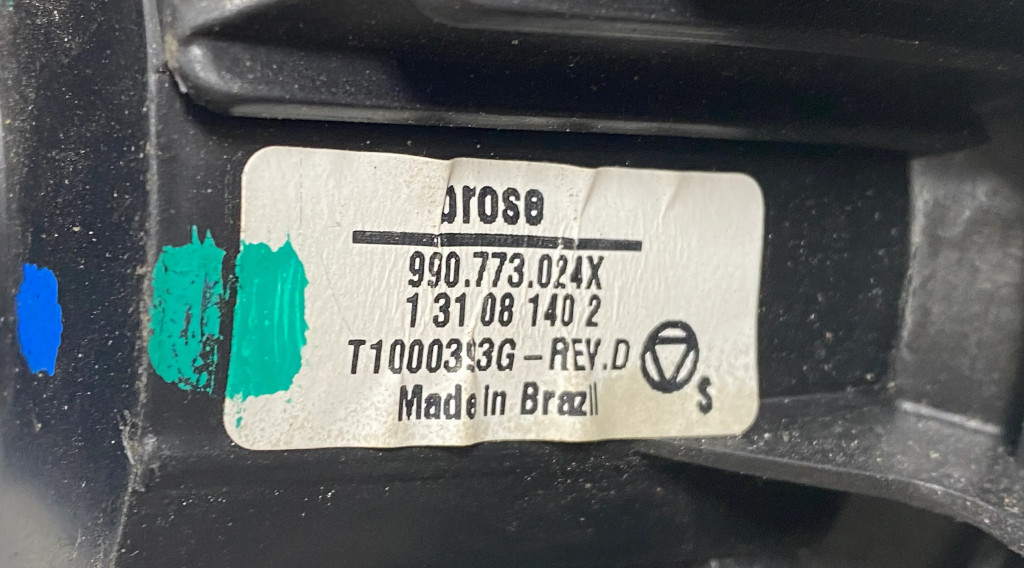 brose
990.773.024X
1 31 08 140 2
T1000393G - REV.D
Made In Brazil
S